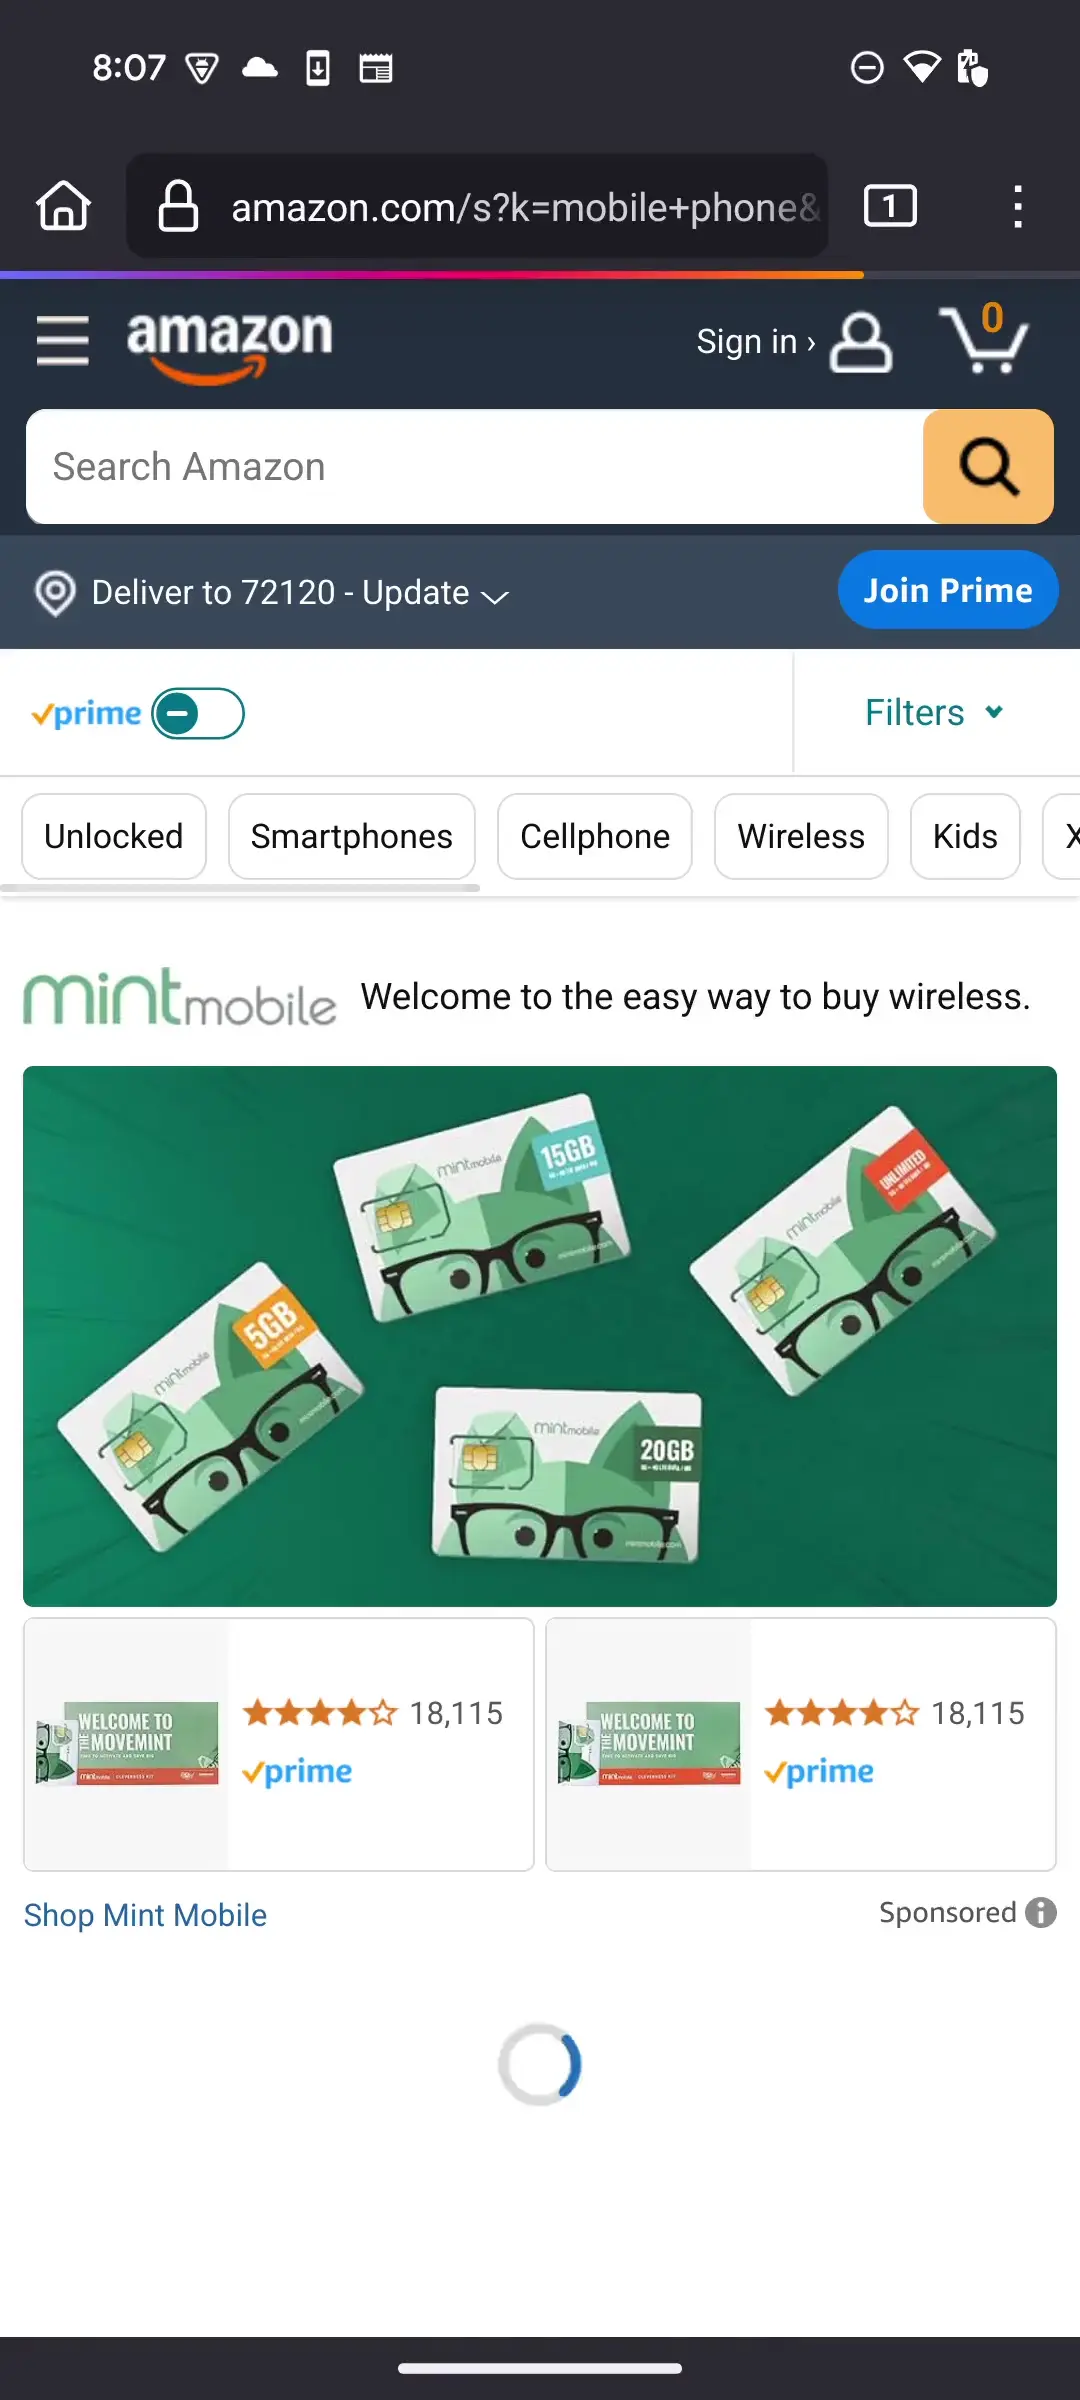 8:07
amazon.com/s?k=mobile+phone&
1
amazon
Sign in ›
0
Search Amazon
Deliver to 72120 - Update
Join Prime
prime
Filters
Unlocked
Smartphones
Cellphone
Wireless
Kids
X
mintmobile
Welcome to the easy way to buy wireless.
mintmobile
15GB
mintmobile
UNLIMITED
mintmobile
5GB
mintmobile
20GB
WELCOME TO
THE MOVEMINT
mintmobile
18,115
prime
WELCOME TO
THE MOVEMINT
mintmobile
18,115
prime
Shop Mint Mobile
Sponsored